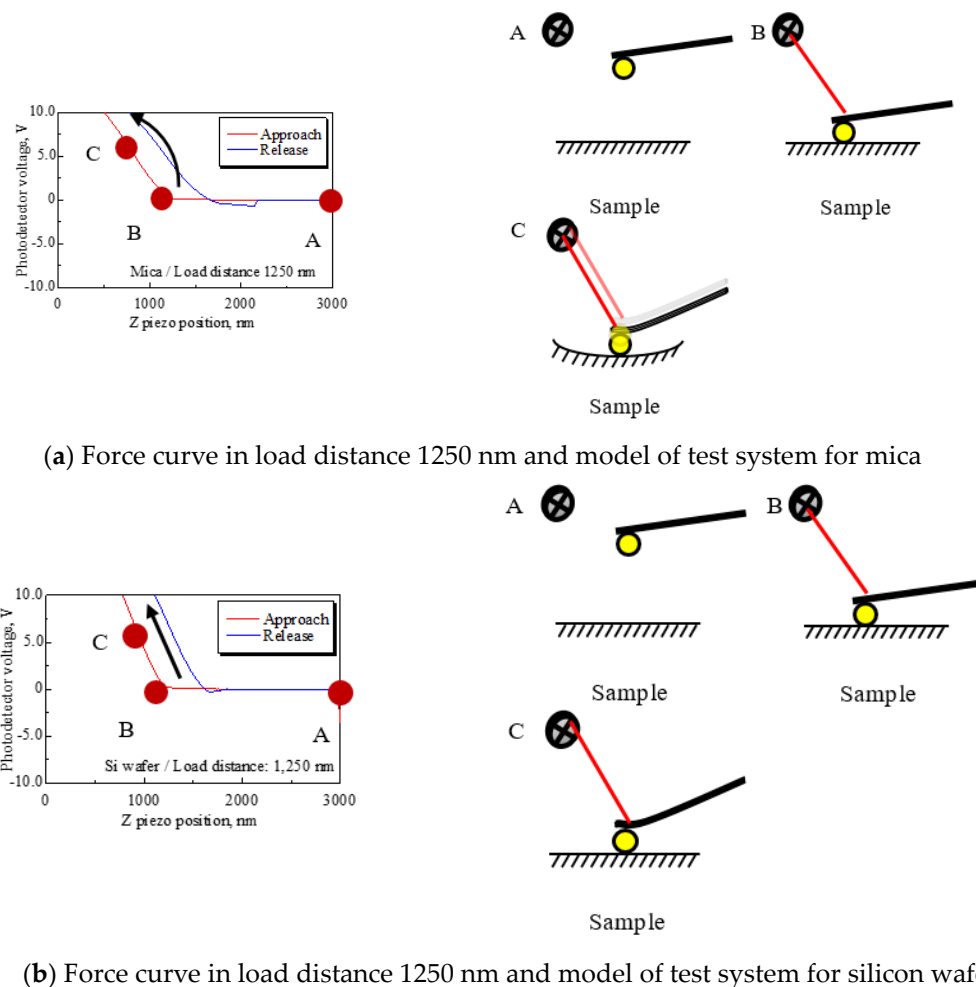 A
B
Sample
Sample
C
Sample
Photodetector voltage, V
10.0
5.0
0
-5.0
-10.0
Approach
Release
C
B
A
Mica / Load distance 1250 nm
0
1000
2000
3000
Z piezo position, nm
(a) Force curve in load distance 1250 nm and model of test system for mica
A
B
Sample
Sample
C
Sample
Photodetector voltage, V
10.0
5.0
0
-5.0
-10.0
Approach
Release
C
B
A
Si wafer / Load distance: 1,250 nm
0
1000
2000
3000
Z piezo position, nm
(b) Force curve in load distance 1250 nm and model of test system for silicon wafe